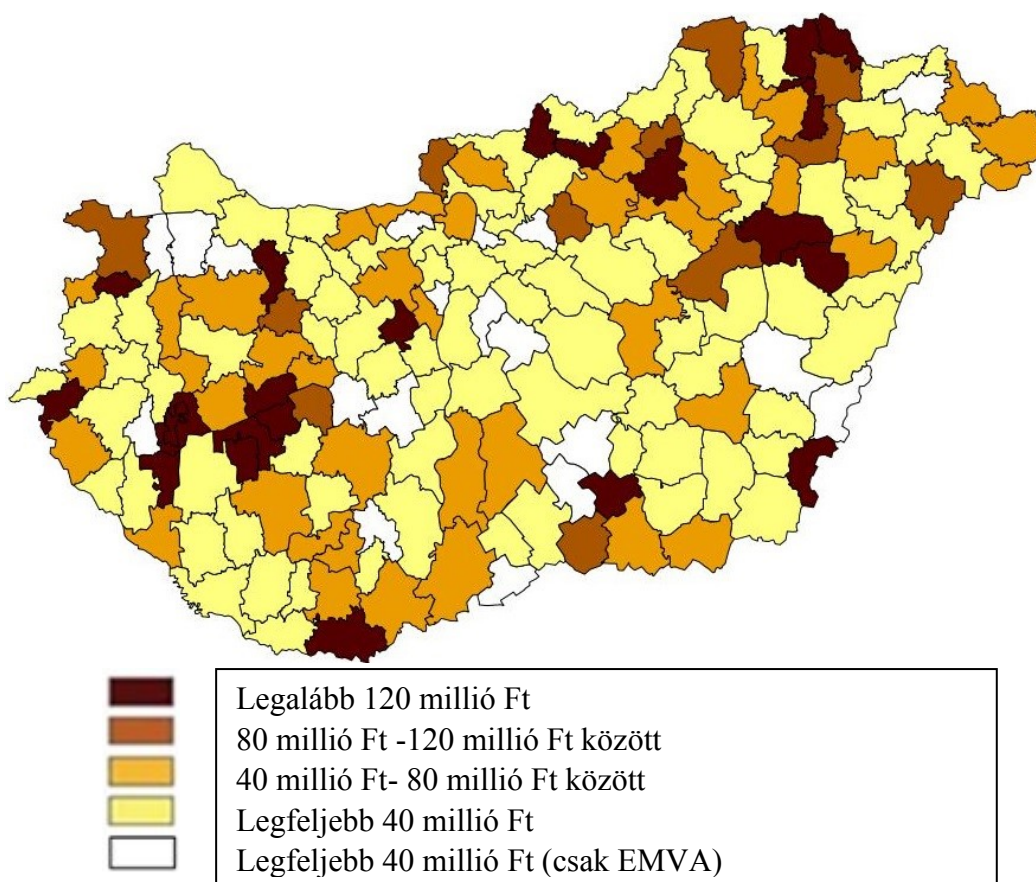 Legalább 120 millió Ft
80 millió Ft -120 millió Ft között
40 millió Ft- 80 millió Ft között
Legfeljebb 40 millió Ft
Legfeljebb 40 millió Ft (csak EMVA)